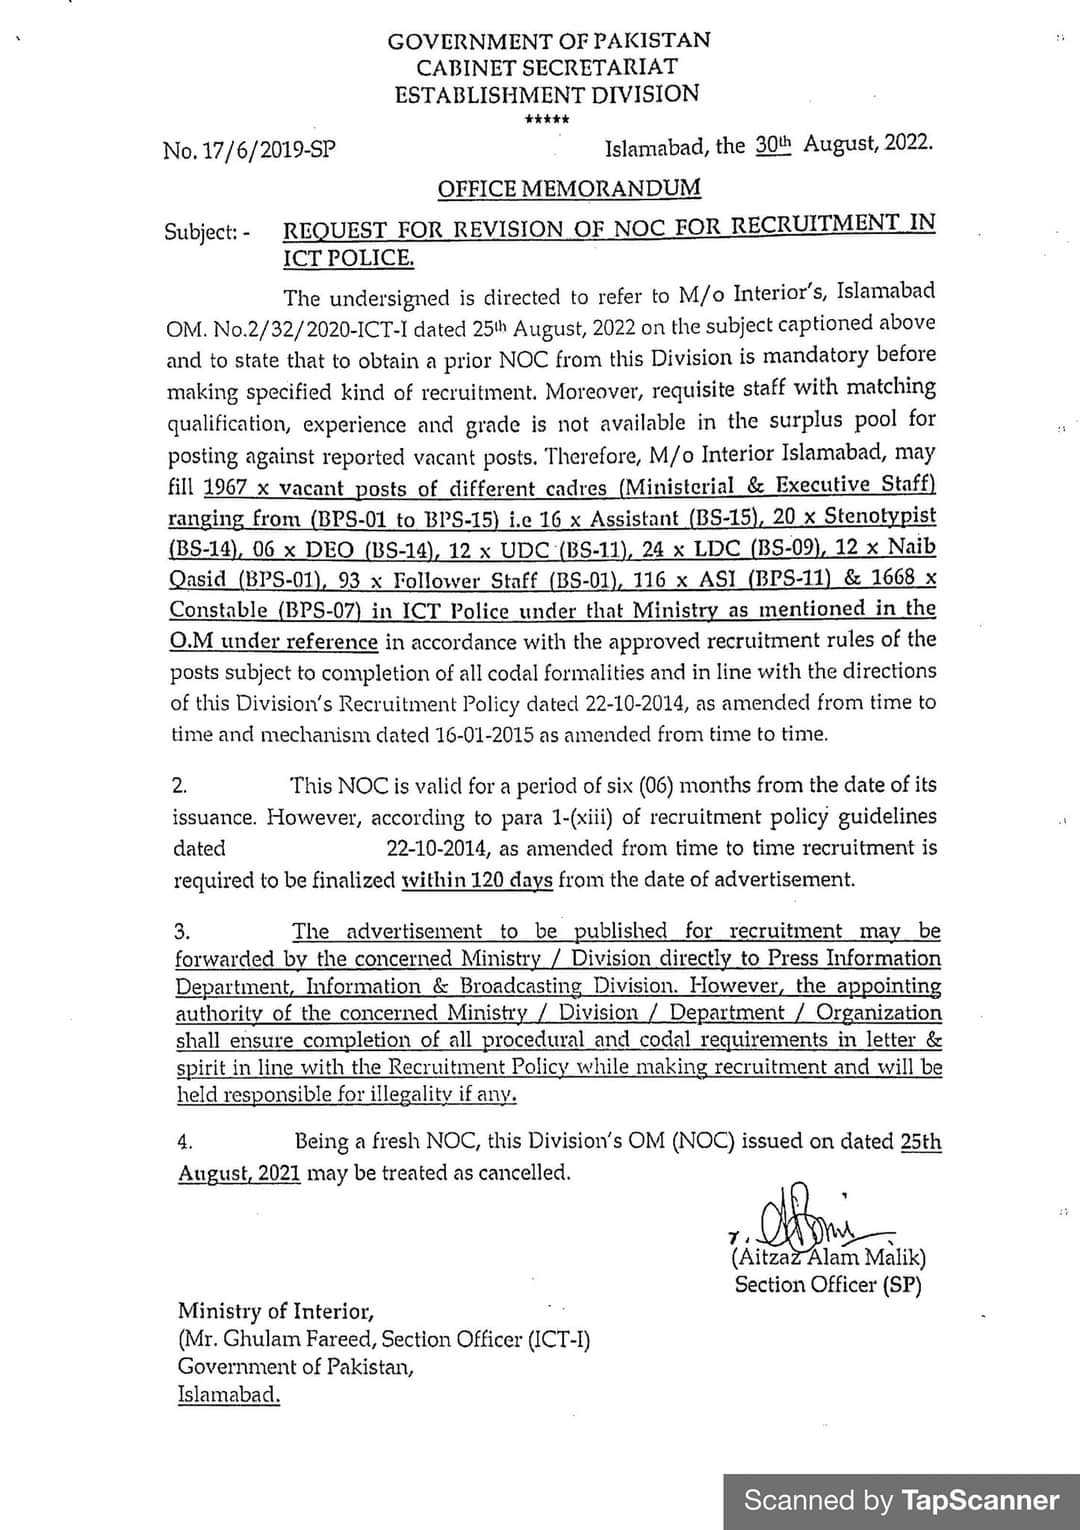 GOVERNMENT OF PAKISTAN
CABINET SECRETARIAT
ESTABLISHMENT DIVISION
*****
No. 17/6/2019-SP
Islamabad, the 30th August, 2022.
OFFICE MEMORANDUM
Subject: - REQUEST FOR REVISION OF NOC FOR RECRUITMENT IN
ICT POLICE.
The undersigned is directed to refer to M/o Interior's, Islamabad
OM. No.2/32/2020-ICT-I dated 25th August, 2022 on the subject captioned above
and to state that to obtain a prior NOC from this Division is mandatory before
making specified kind of recruitment. Moreover, requisite staff with matching
qualification, experience and grade is not available in the surplus pool for
posting against reported vacant posts. Therefore, M/o Interior Islamabad, may
fill 1967 x vacant posts of different cadres (Ministerial & Executive Staff)
ranging from (BPS-01 to BPS-15) i.e 16 x Assistant (BS-15), 20 x Stenotypist
(BS-14), 06 x DEO (BS-14), 12 x UDC (BS-11), 24 x LDC (BS-09), 12 x Naib
Qasid (BPS-01), 93 x Follower Staff (BS-01), 116 x ASI (BPS-11) & 1668 x
Constable (BPS-07) in ICT Police under that Ministry as mentioned in the
O.M under reference in accordance with the approved recruitment rules of the
posts subject to completion of all codal formalities and in line with the directions
of this Division's Recruitment Policy dated 22-10-2014, as amended from time to
time and mechanism dated 16-01-2015 as amended from time to time.
2. This NOC is valid for a period of six (06) months from the date of its
issuance. However, according to para 1-(xiii) of recruitment policy guidelines
dated 22-10-2014, as amended from time to time recruitment is
required to be finalized within 120 days from the date of advertisement.
3. The advertisement to be published for recruitment may be
forwarded by the concerned Ministry / Division directly to Press Information
Department, Information & Broadcasting Division. However, the appointing
authority of the concerned Ministry / Division / Department / Organization
shall ensure completion of all procedural and codal requirements in letter &
spirit in line with the Recruitment Policy while making recruitment and will be
held responsible for illegality if any.
4. Being a fresh NOC, this Division's OM (NOC) issued on dated 25th
August, 2021 may be treated as cancelled.
(Aitzaz Alam Malik)
Section Officer (SP)
Ministry of Interior,
(Mr. Ghulam Fareed, Section Officer (ICT-I)
Government of Pakistan,
Islamabad.
Scanned by TapScanner